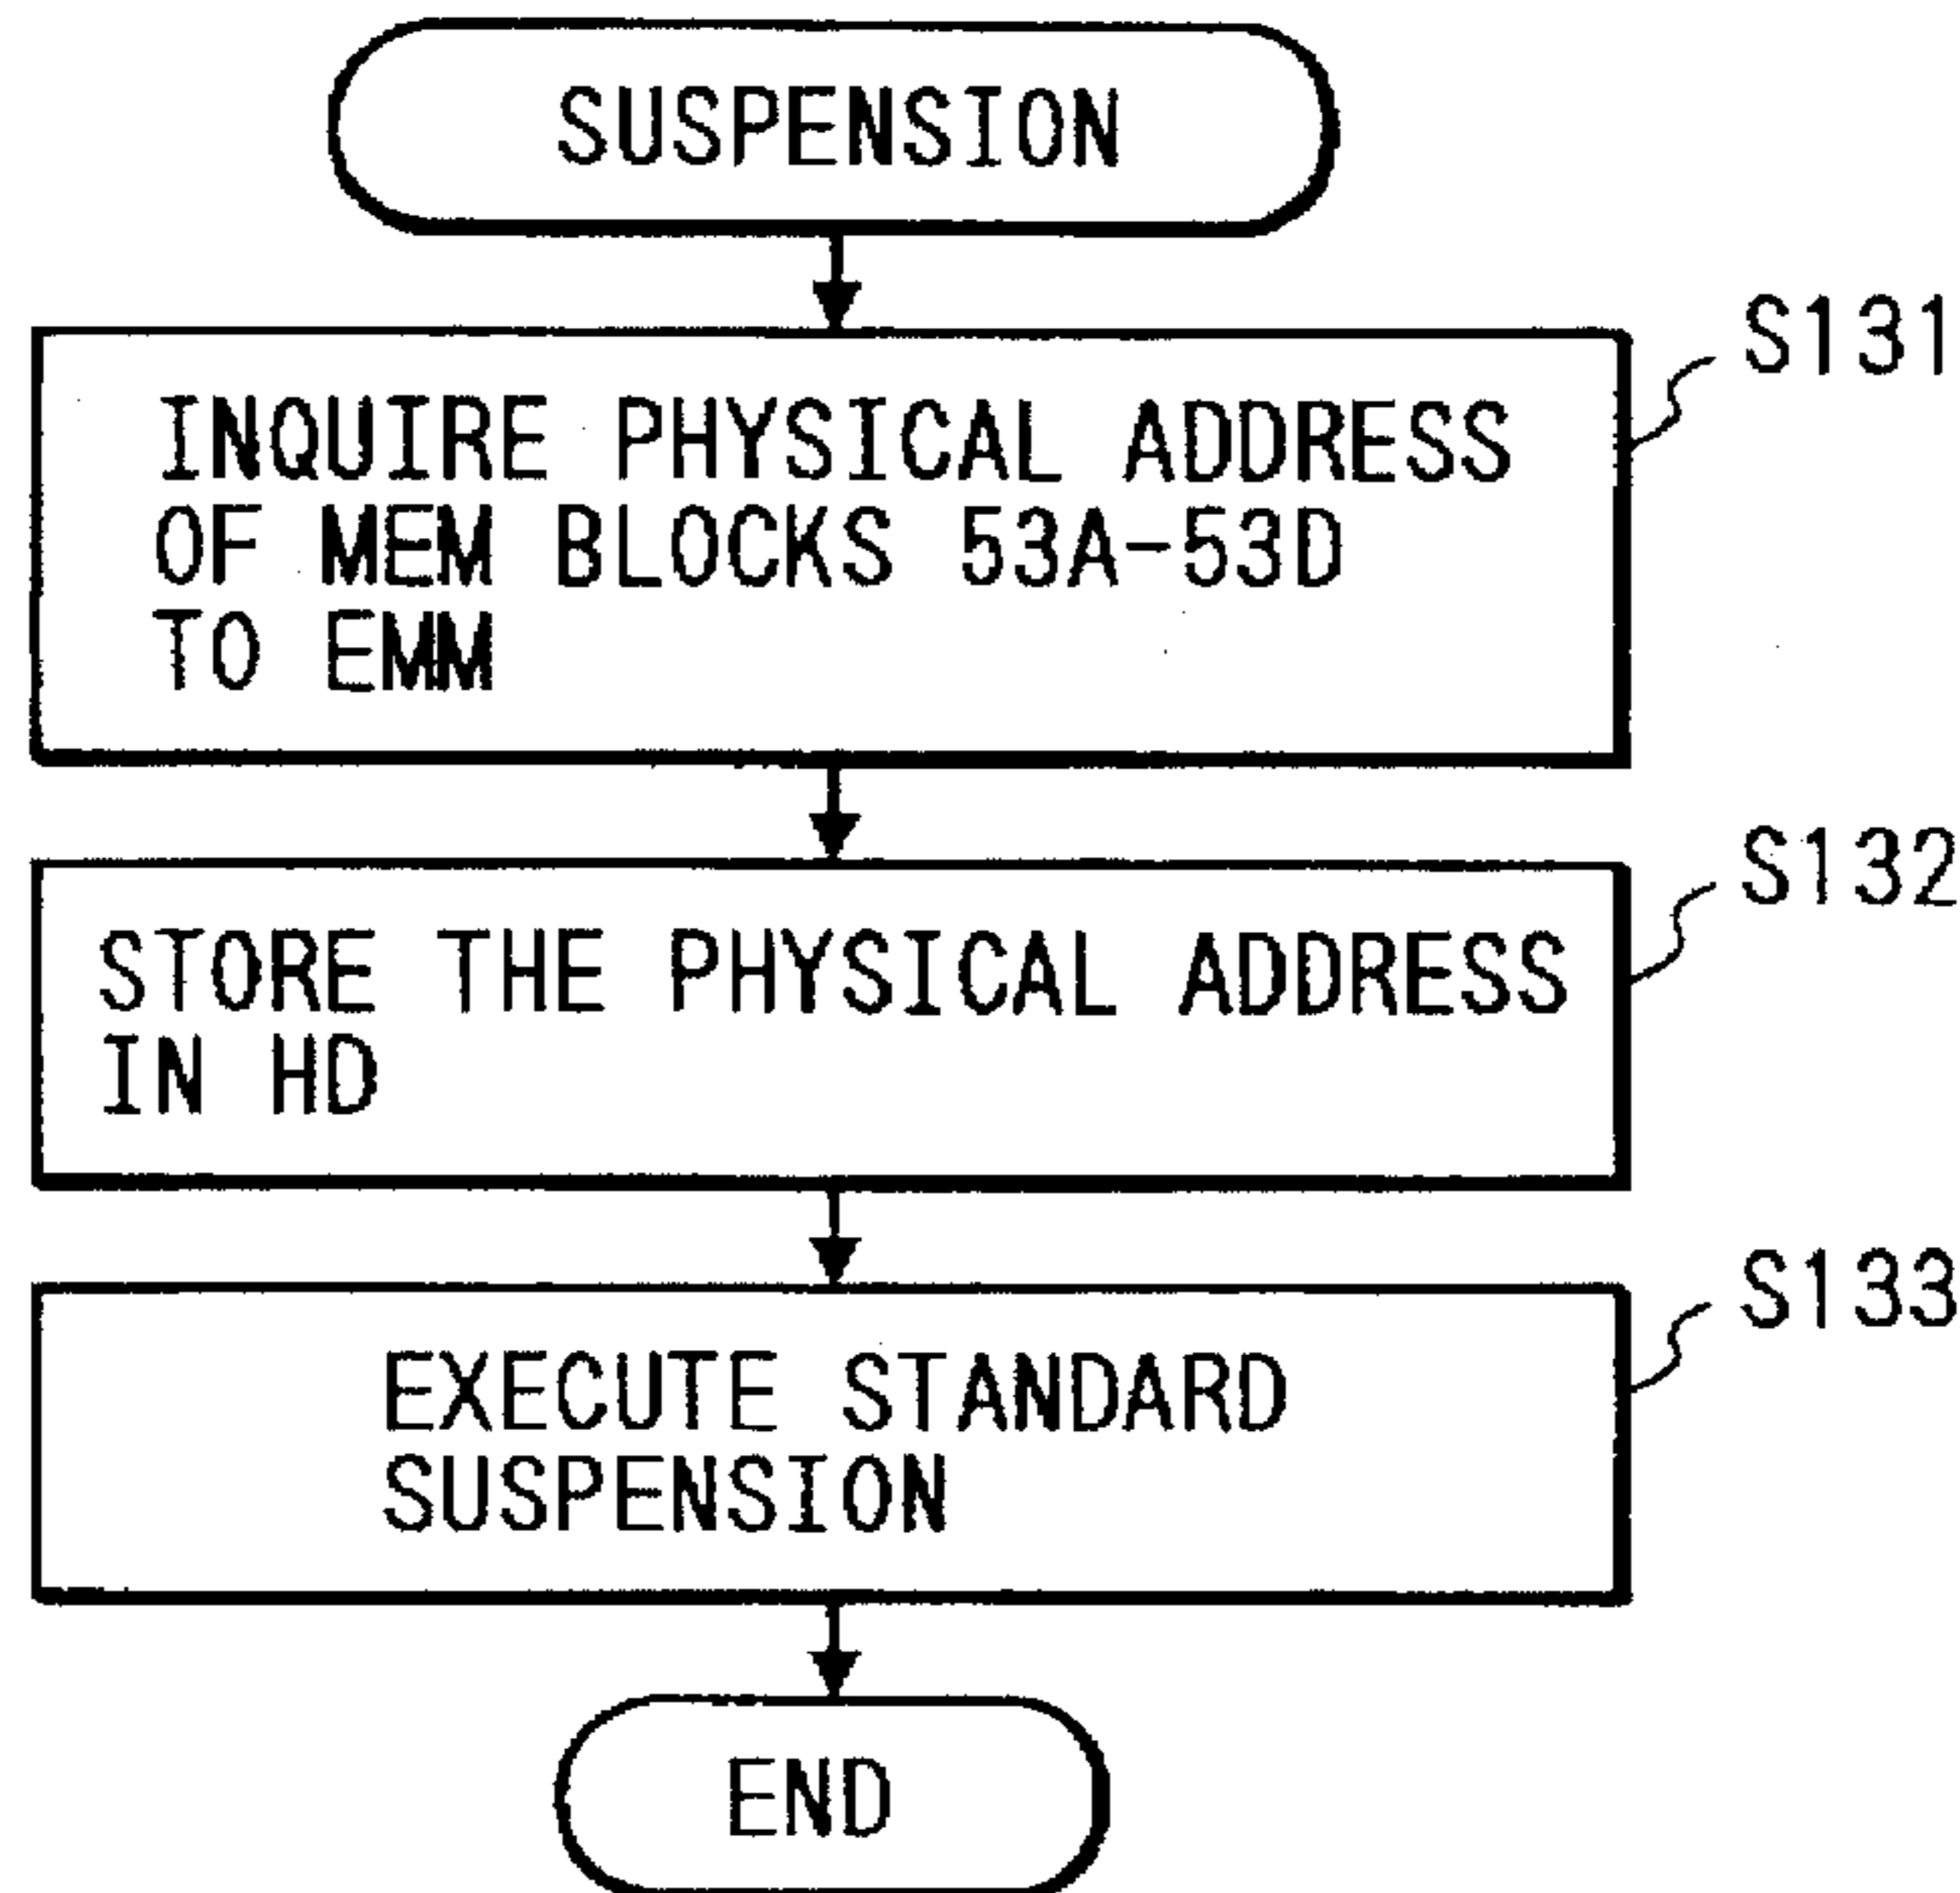 SUSPENSION
S131
INQUIRE PHYSICAL ADDRESS
OF MEM BLOCKS 53A-53D
TO EMM
S132
STORE THE PHYSICAL ADDRESS
IN HD
S133
EXECUTE STANDARD
SUSPENSION
END